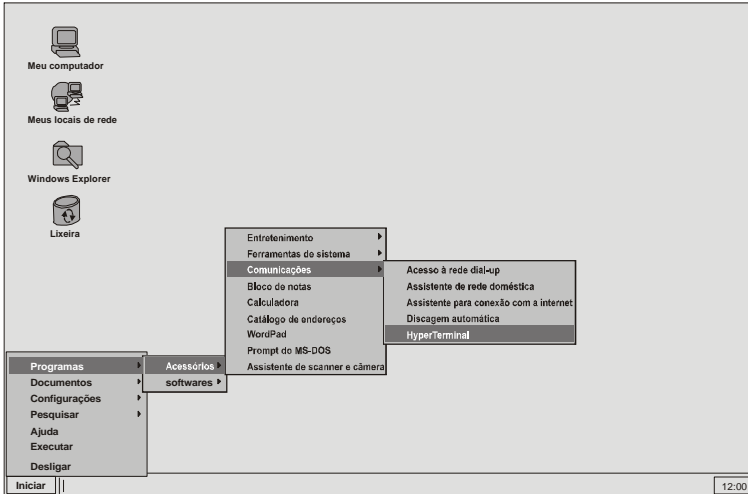 Meu computador
Meus locais de rede
Windows Explorer
Lixeira
Entretenimento
Ferramentas de sistema
Comunicações
Bloco de notas
Calculadora
Catálogo de endereços
WordPad
Prompt do MS-DOS
Assistente de scanner e câmera
Acesso à rede dial-up
Assistente de rede doméstica
Assistente para conexão com a internet
Discagem automática
HyperTerminal
Acessórios
softwares
Programas
Documentos
Configurações
Pesquisar
Ajuda
Executar
Desligar
Iniciar
12:00